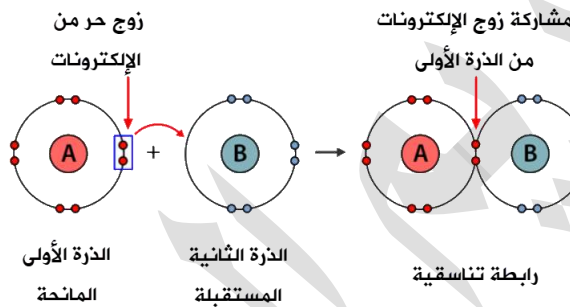 زوج حر من
الإلكترونات
مشاركة زوج الإلكترونات
من الذرة الأولى
A
+
B
A
B
الذرة الأولى
المانحة
الذرة الثانية
المستقبلة
رابطة تناسقية